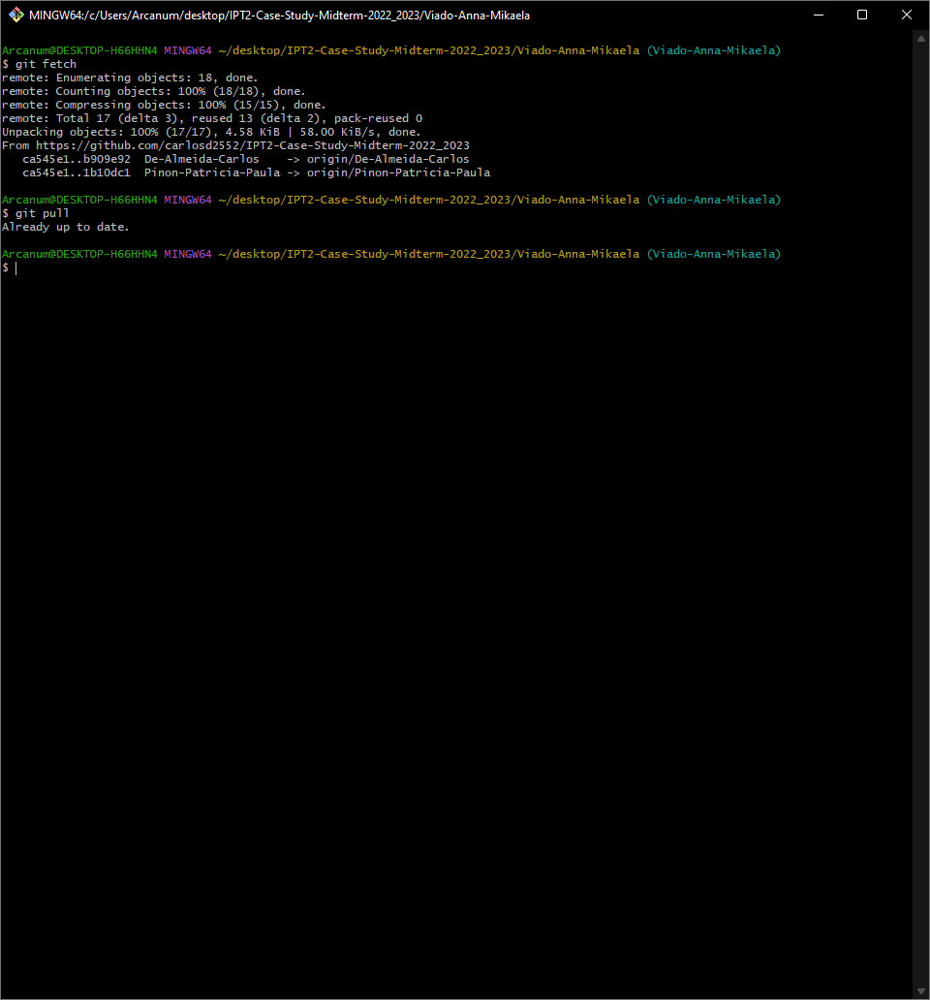 MINGW64:/c/Users/Arcanum/desktop/IPT2-Case-Study-Midterm-2022_2023/Viado-Anna-Mikaela
Arcanum@DESKTOP-H66HHN4 MINGW64 ~/desktop/IPT2-Case-Study-Midterm-2022_2023/Viado-Anna-Mikaela (Viado-Anna-Mikaela)
$ git fetch
remote: Enumerating objects: 18, done.
remote: Counting objects: 100% (18/18), done.
remote: Compressing objects: 100% (15/15), done.
remote: Total 17 (delta 3), reused 13 (delta 2), pack-reused 0
Unpacking objects: 100% (17/17), 4.58 KiB | 58.00 KiB/s, done.
From https://github.com/carlosd2552/IPT2-Case-Study-Midterm-2022_2023
   ca545e1..b909e92  De-Almeida-Carlos    -> origin/De-Almeida-Carlos
   ca545e1..1b10dc1  Pinon-Patricia-Paula -> origin/Pinon-Patricia-Paula
Arcanum@DESKTOP-H66HHN4 MINGW64 ~/desktop/IPT2-Case-Study-Midterm-2022_2023/Viado-Anna-Mikaela (Viado-Anna-Mikaela)
$ git pull
Already up to date.
Arcanum@DESKTOP-H66HHN4 MINGW64 ~/desktop/IPT2-Case-Study-Midterm-2022_2023/Viado-Anna-Mikaela (Viado-Anna-Mikaela)
$